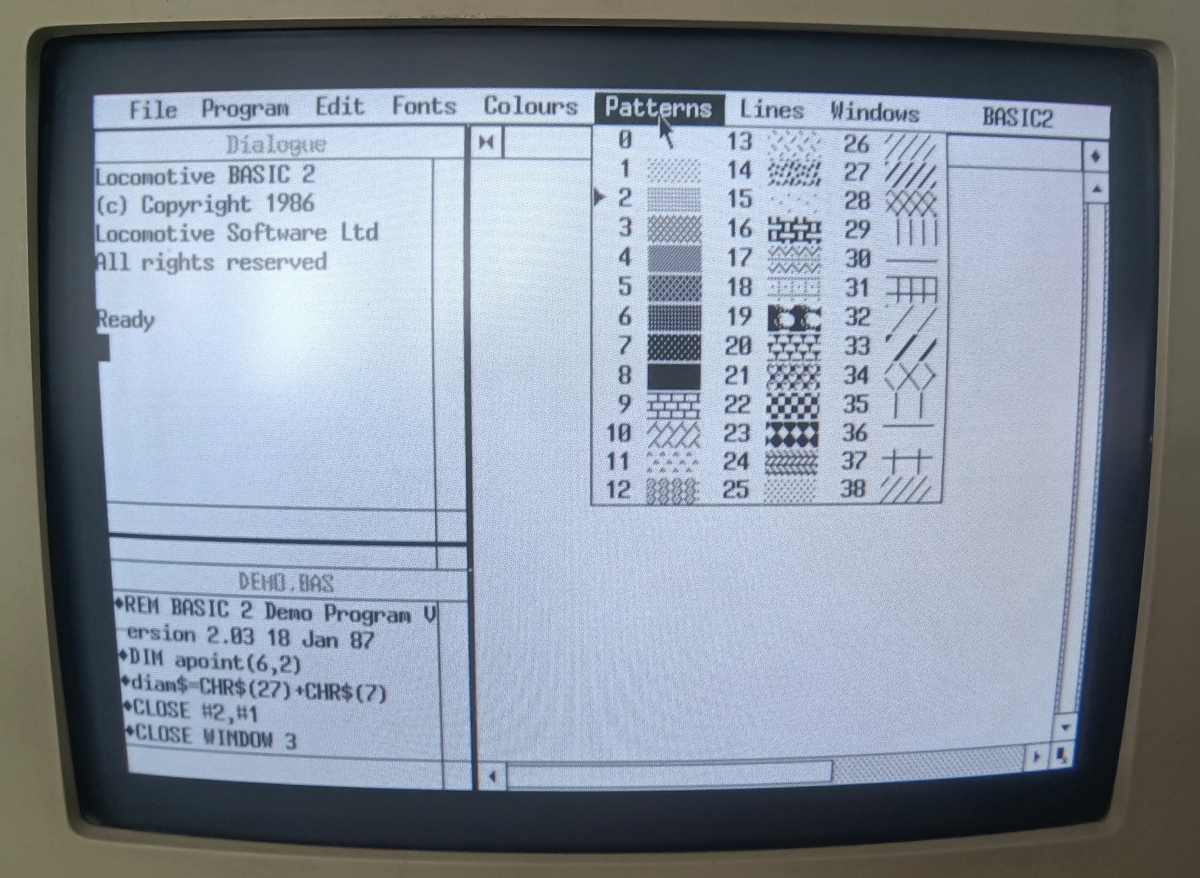 File Program Edit Fonts Colours Patterns Lines Windows BASIC2
Dialogue
Locomotive BASIC 2
(c) Copyright 1986
Locomotive Software Ltd
All rights reserved
Ready
DEMO.BAS
REM BASIC 2 Demo Program V
ersion 2.03 18 Jan 87
DIM apoint(6,2)
diam$=CHR$(27)+CHR$(7)
CLOSE #2,#1
CLOSE WINDOW 3
0 13 26
1 14 27
2 15 28
3 16 29
4 17 30
5 18 31
6 19 32
7 20 33
8 21 34
9 22 35
10 23 36
11 24 37
12 25 38